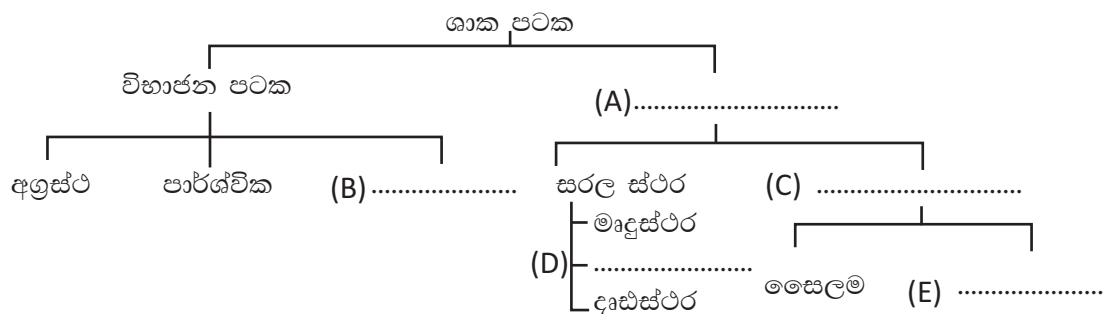 ශාක පටක
විභාජන පටක
(A) ..............................
අග්‍රස්ථ පාර්ශ්වික (B) ................... සරල ස්ථර (C) ...........................
මෘදුස්ථර
(D) .....................
දෘඪස්ථර
සෛලම (E) ...................